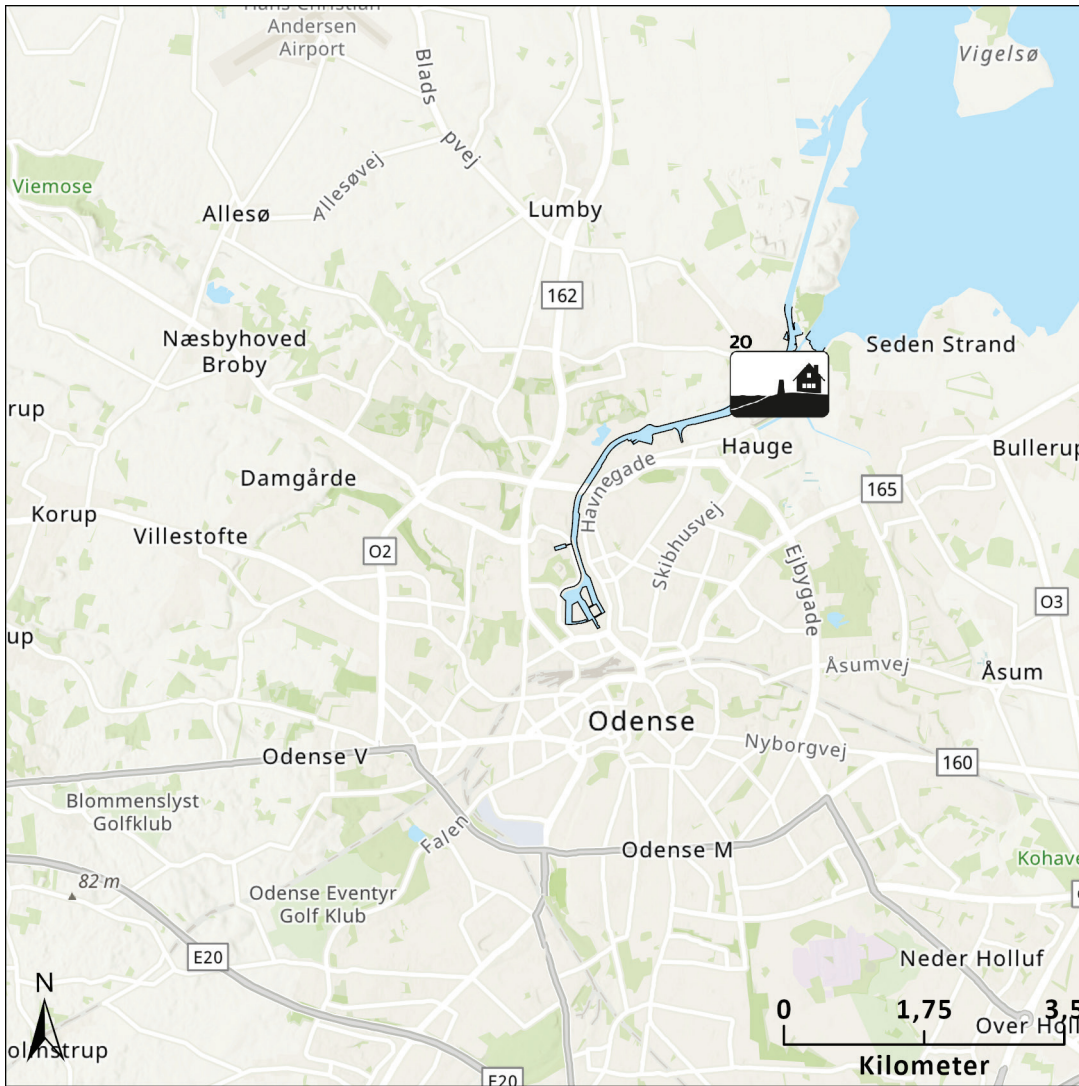 Hans Christian
Andersen
Airport
Vigelsø
Blads
pvej
Viemose
Allesøvej
Allesø
Lumby
162
Næsbyhoved
Broby
20
Seden Strand
rup
Hauge
Bullerup
Havnegade
Damgårde
165
Korup
Skibhusvej
Villestofte
O2
Ejbygade
O3
up
Åsumvej
Åsum
Odense
Nyborgvej
Odense V
160
Blommenslyst
Golfklub
Falen
Odense M
Kohave
82 m
Odense Eventyr
Golf Klub
E20
Neder Holluf
N
0 1,75 3,5
Over Holl
Kilometer
olmstrup
E20